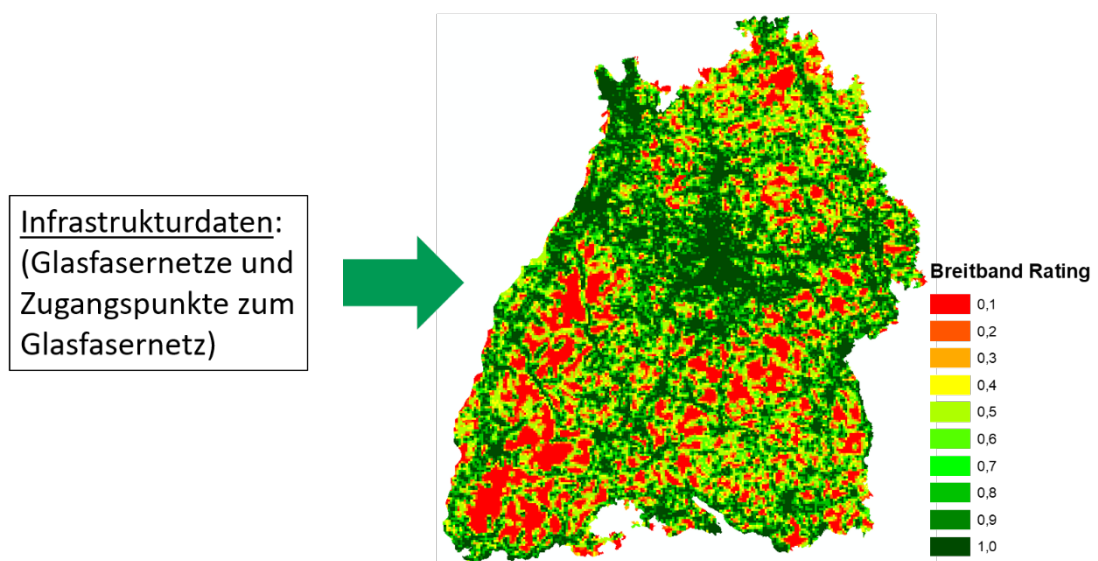 Infrastrukturdaten:
(Glasfasernetze und
Zugangspunkte zum
Glasfasernetz)
Breitband Rating
0,1
0,2
0,3
0,4
0,5
0,6
0,7
0,8
0,9
1,0